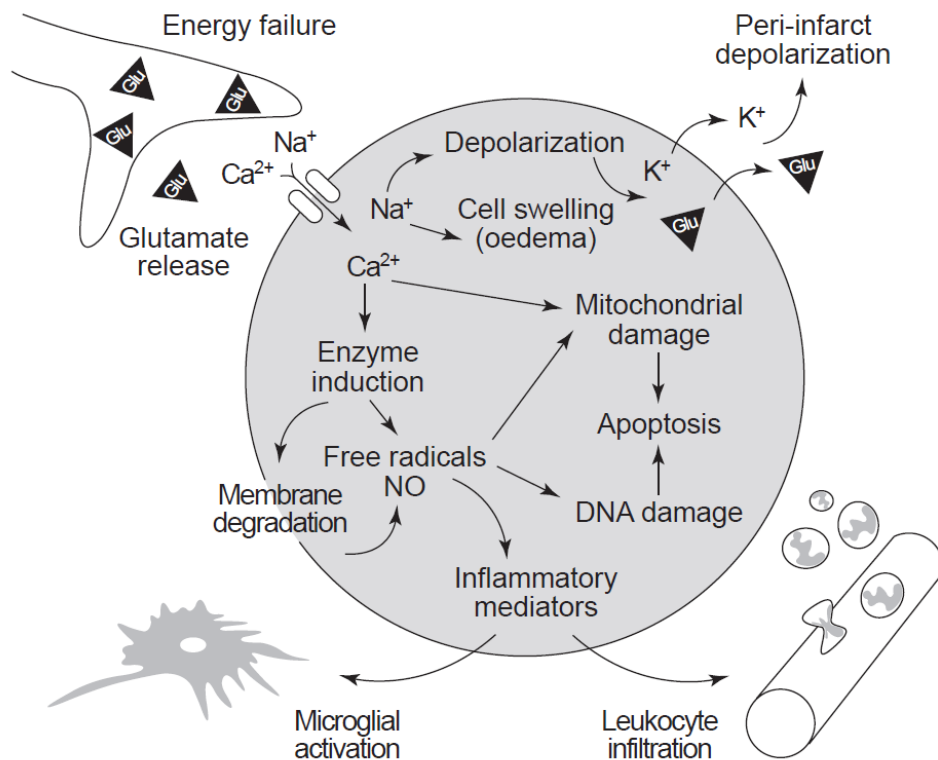 Energy failure
Peri-infarct
depolarization
Glu
Glu
Glu
Glu
Na⁺
Ca²⁺
Glutamate
release
Depolarization
K⁺
K⁺
Glu
Glu
Na⁺
Cell swelling
(oedema)
Ca²⁺
Mitochondrial
damage
Enzyme
induction
Apoptosis
Free radicals
NO
Membrane
degradation
DNA damage
Inflammatory
mediators
Microglial
activation
Leukocyte
infiltration